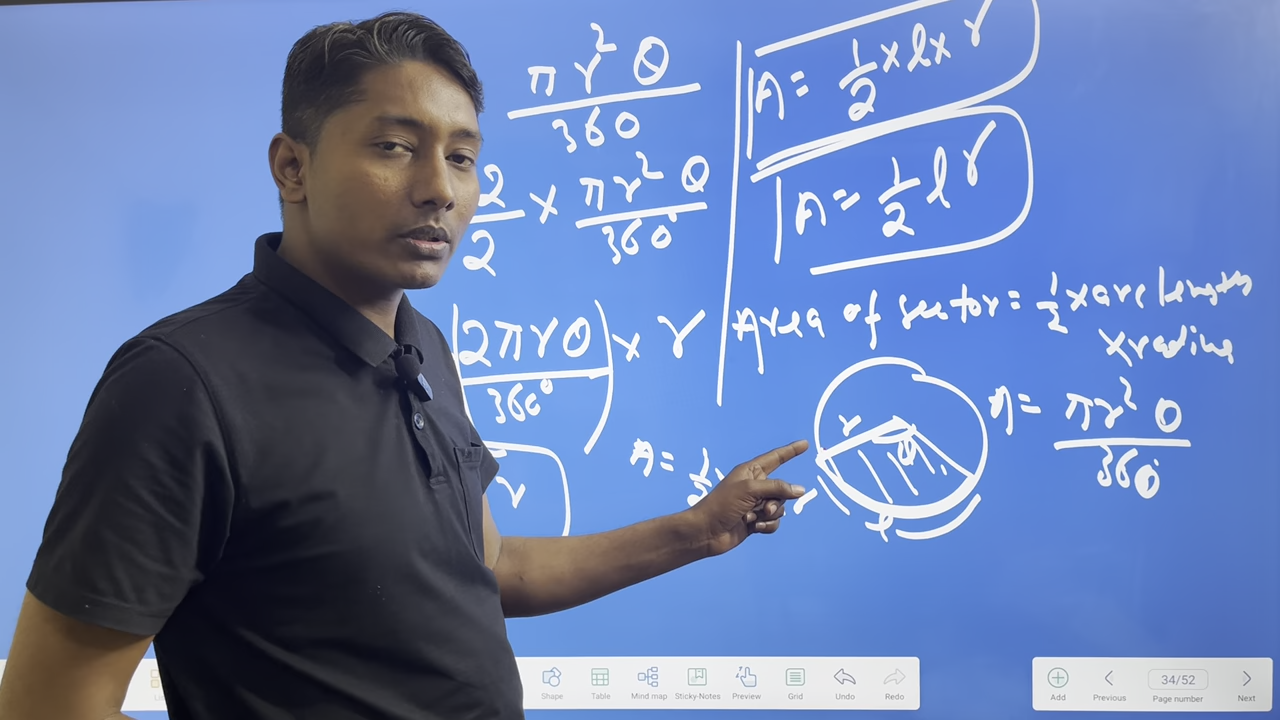 πr²θ
360
2/2 × πr²θ/360°
(2πrθ/360°) × r
r
A = 1/2 × l × r
A = 1/2 l r
Area of sector = 1/2 × arc length
× radius
A = πr²θ/360°
A = 1/2
r
r
θ
l
Shape
Table
Mind map
Sticky-Notes
Preview
Grid
Undo
Redo
Add
Previous
34/52
Page number
Next